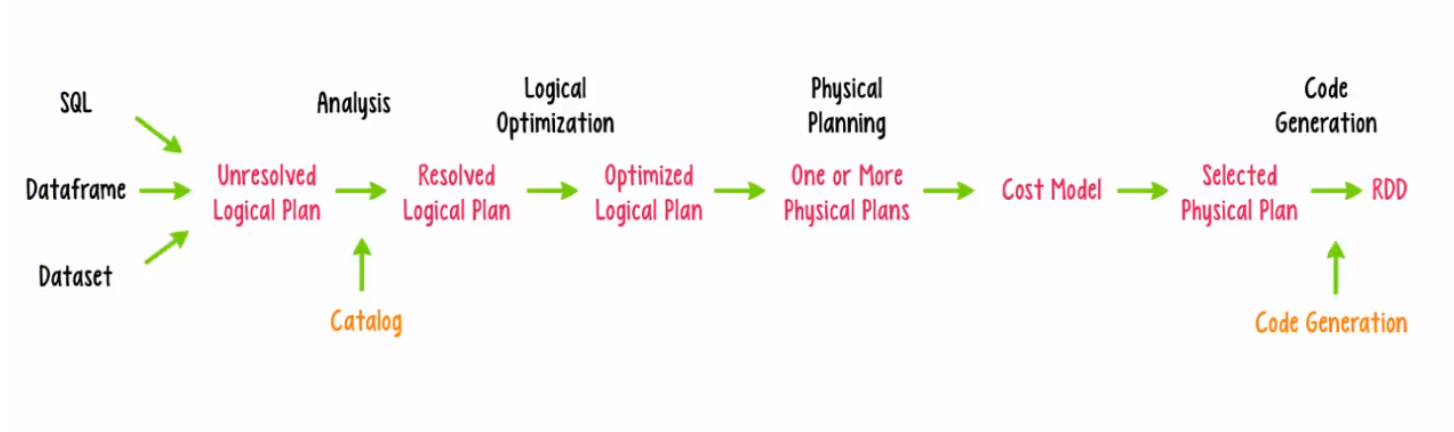 SQL
Dataframe
Dataset
Analysis
Logical
Optimization
Physical
Planning
Code
Generation
Unresolved
Logical Plan
Resolved
Logical Plan
Optimized
Logical Plan
One or More
Physical Plans
Cost Model
Selected
Physical Plan
RDD
Catalog
Code Generation